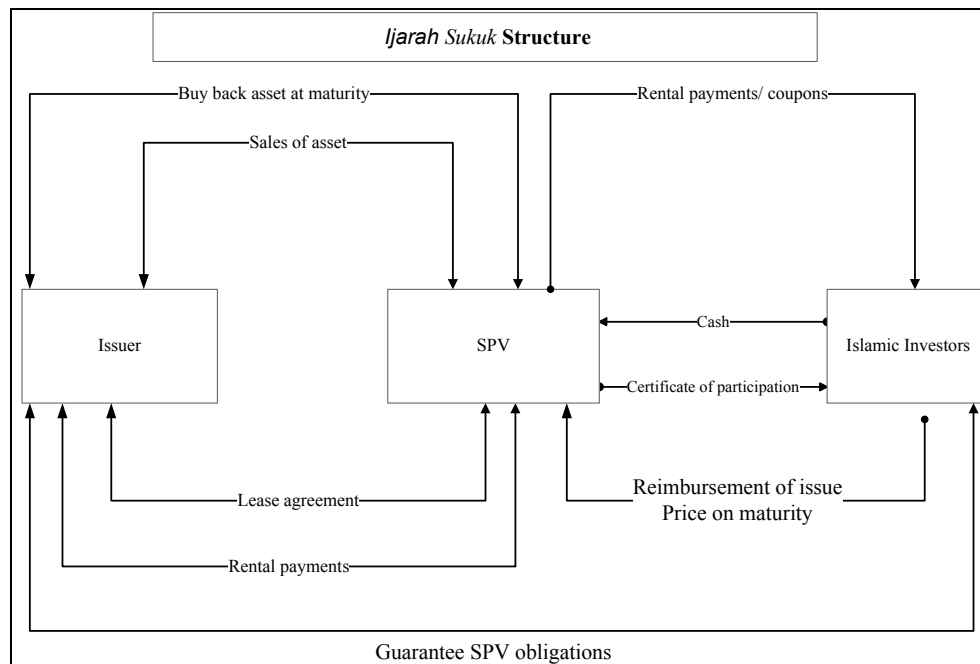 Ijarah Sukuk Structure
Buy back asset at maturity
Rental payments/ coupons
Sales of asset
Issuer
SPV
Cash
Islamic Investors
Certificate of participation
Lease agreement
Reimbursement of issue
Price on maturity
Rental payments
Guarantee SPV obligations